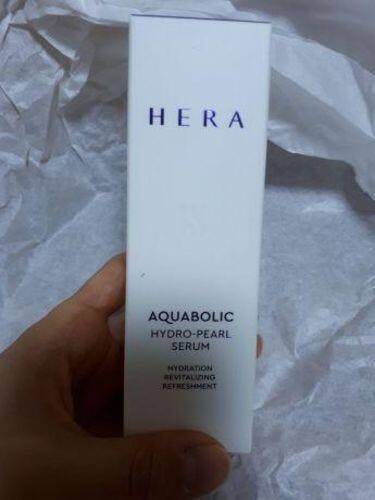 HERA
AQUABOLIC
HYDRO-PEARL
SERUM
HYDRATION
REVITALIZING
REFRESHMENT